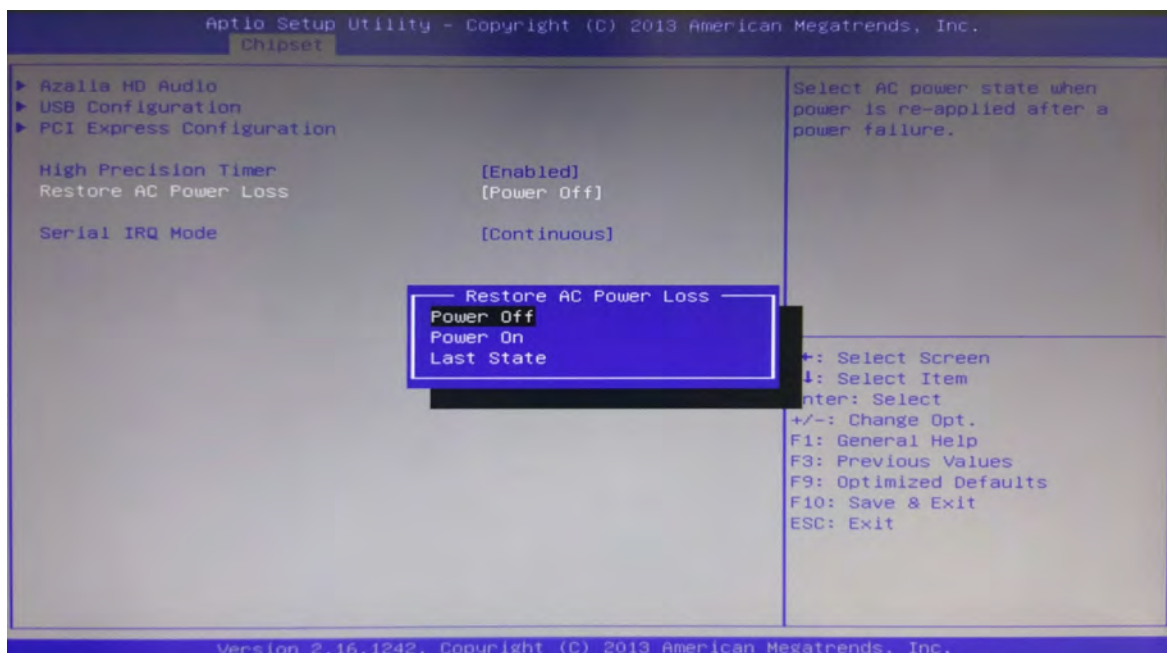 Aptio Setup Utility – Copyright (C) 2013 American Megatrends, Inc.
Chipset
Azalia HD Audio
USB Configuration
PCI Express Configuration
High Precision Timer [Enabled]
Restore AC Power Loss [Power Off]
Serial IRQ Mode [Continuous]
Select AC power state when
power is re-applied after a
power failure.
Restore AC Power Loss
Power Off
Power On
Last State
: Select Screen
: Select Item
nter: Select
+/-: Change Opt.
F1: General Help
F3: Previous Values
F9: Optimized Defaults
F10: Save & Exit
ESC: Exit
Version 2.16.1242. Copyright (C) 2013 American Megatrends, Inc.